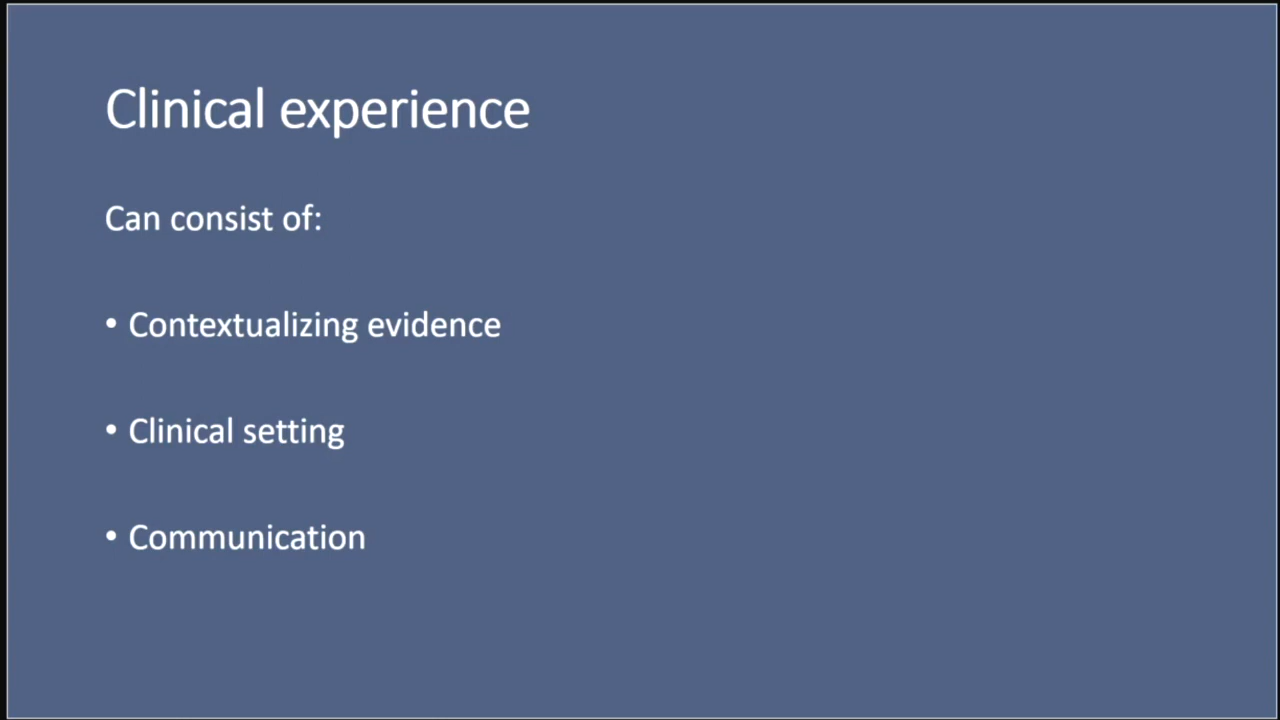 Clinical experience
Can consist of:
• Contextualizing evidence
• Clinical setting
• Communication